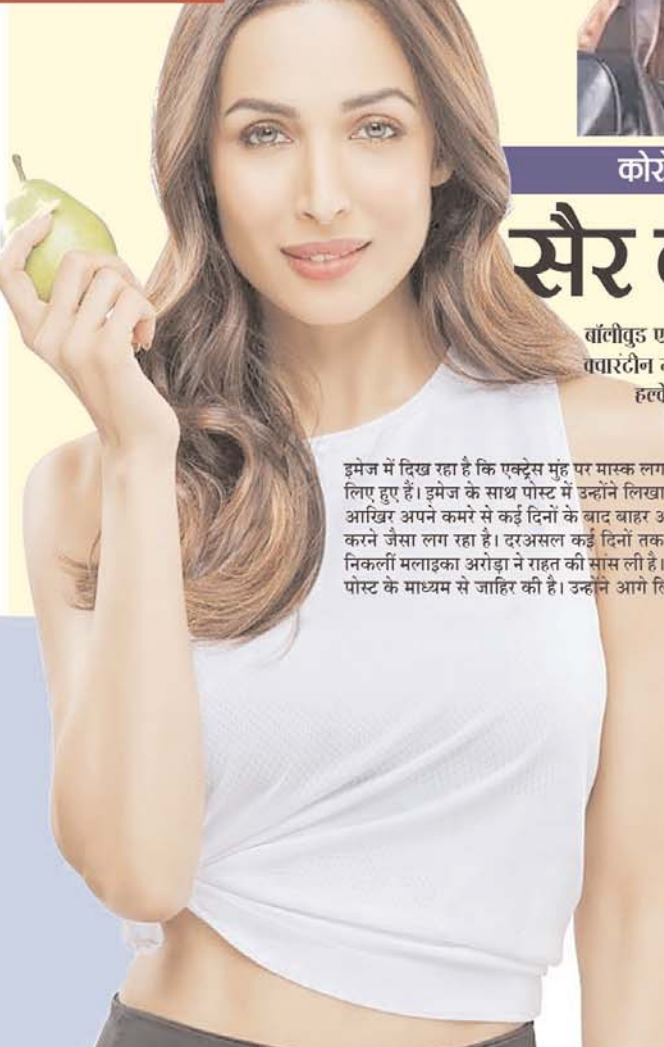 सैर
बॉलीवुड
क्वारंटीन
इमेज में दिख रहा है कि एक्ट्रेस मुंह पर मास्क
लिए हुए हैं। इमेज के साथ पोस्ट में उन्होंने लिखा
आखिर अपने कमरे से कई दिनों के बाद बाहर
करने जैसा लग रहा है। दरअसल कई दिनों तक
निकलीं मलाइका अरोड़ा ने राहत की सांस ली है।
पोस्ट के माध्यम से जाहिर की है। उन्होंने आगे